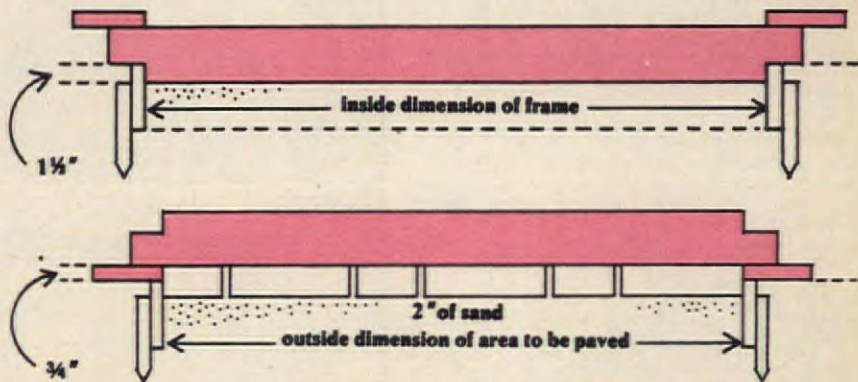 inside dimension of frame
1½"
2" of sand
outside dimension of area to be paved
¾"